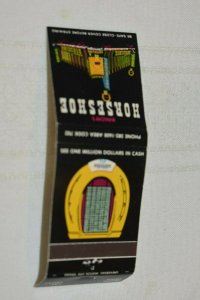 BE SAFE-CLOSE COVER BEFORE STRIKING
BINION'S
HORSESHOE
PHONE 382-1600 AREA CODE 702
SEE ONE MILLION DOLLARS IN CASH